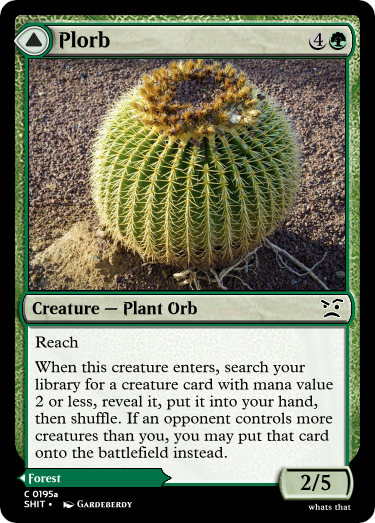 Plorb 4
Creature — Plant Orb
Reach
When this creature enters, search your
library for a creature card with mana value
2 or less, reveal it, put it into your hand,
then shuffle. If an opponent controls more
creatures than you, you may put that card
onto the battlefield instead.
Forest
2/5
C 0195a
SHIT • Gardeberdy
whats that